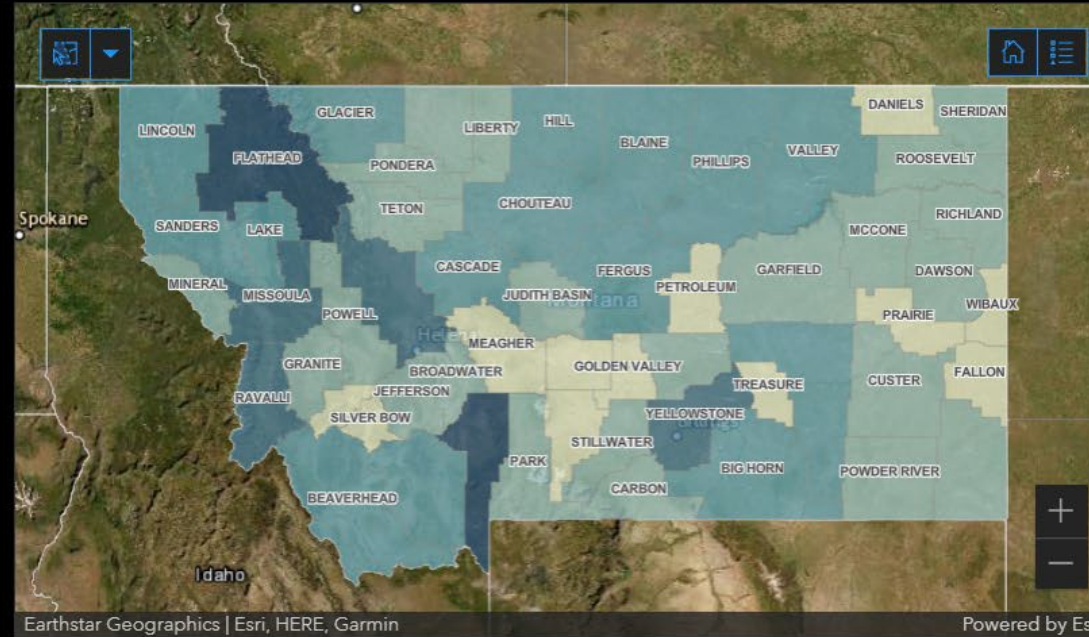 DANIELS
SHERIDAN
GLACIER
LIBERTY
HILL
LINCOLN
BLAINE
VALLEY
FLATHEAD
PONDERA
PHILLIPS
ROOSEVELT
TETON
CHOUTEAU
RICHLAND
Spokane
SANDERS
LAKE
MCCONE
CASCADE
FERGUS
GARFIELD
DAWSON
MINERAL
MISSOULA
JUDITH BASIN
PETROLEUM
Montana
WIBAUX
POWELL
PRAIRIE
Helena
MEAGHER
GRANITE
BROADWATER
GOLDEN VALLEY
FALLON
JEFFERSON
TREASURE
CUSTER
RAVALLI
SILVER BOW
YELLOWSTONE
STILLWATER
PARK
BIG HORN
POWDER RIVER
BEAVERHEAD
CARBON
Idaho
Earthstar Geographics | Esri, HERE, Garmin
Powered by Es